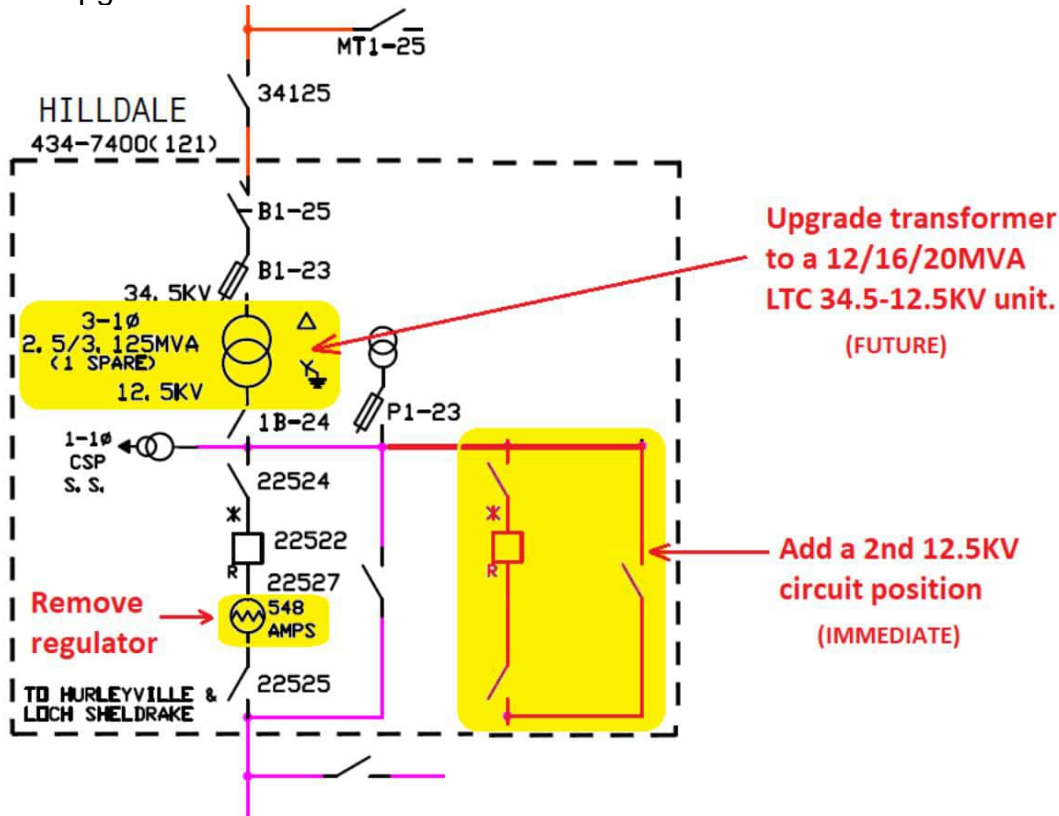 MT1-25
34125
HILLDALE
434-7400(121)
B1-25
B1-23
34.5KV
3-1ø
2.5/3.125MVA
(1 SPARE)
12.5KV
Δ
Upgrade transformer
to a 12/16/20MVA
LTC 34.5-12.5KV unit.
(FUTURE)
P1-23
1B-24
1-1ø
CSP
S.S.
22524
22522
R
22527
548
AMPS
Remove
regulator
22525
TO HURLEYVILLE &
LOCH SHELDRAKE
R
Add a 2nd 12.5KV
circuit position
(IMMEDIATE)